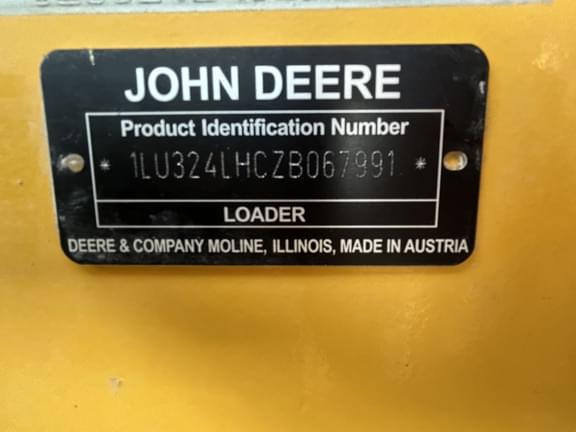 JOHN DEERE
Product Identification Number
* 1LU324LHCZB067991 *
LOADER
DEERE & COMPANY MOLINE, ILLINOIS, MADE IN AUSTRIA